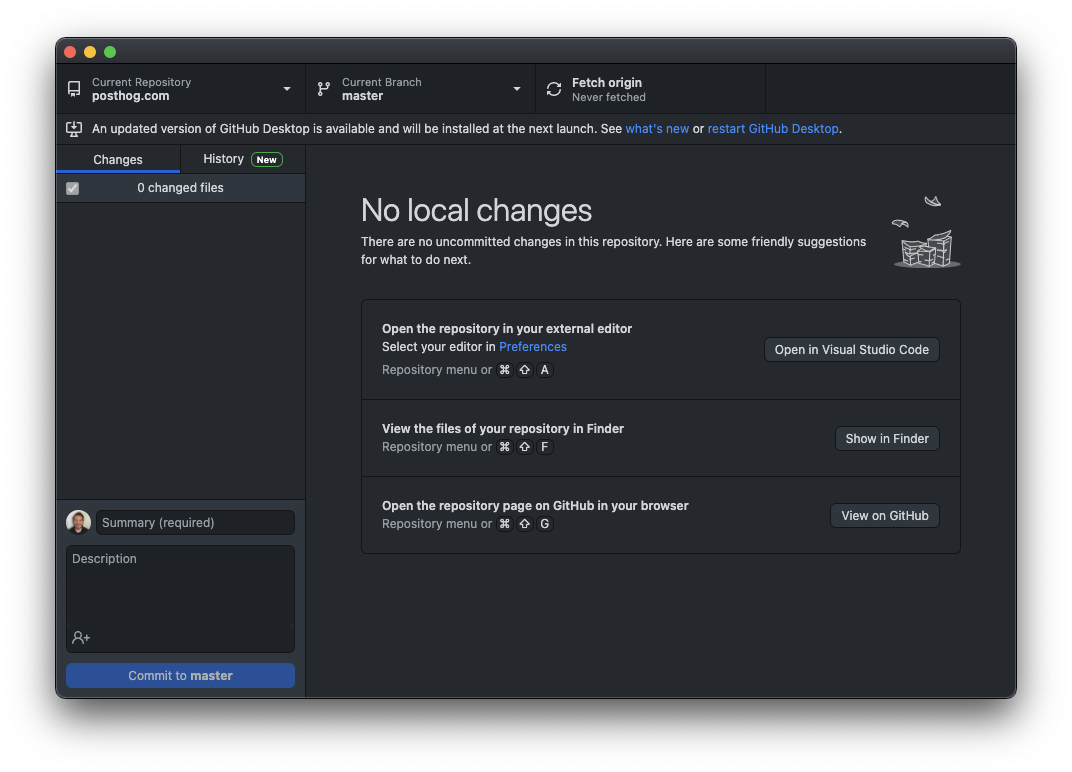 Current Repository
posthog.com
Current Branch
master
Fetch origin
Never fetched
An updated version of GitHub Desktop is available and will be installed at the next launch. See what's new or restart GitHub Desktop.
Changes
History New
0 changed files
No local changes
There are no uncommitted changes in this repository. Here are some friendly suggestions
for what to do next.
Open the repository in your external editor
Select your editor in Preferences
Repository menu or ⌘ ⇧ A
Open in Visual Studio Code
View the files of your repository in Finder
Repository menu or ⌘ ⇧ F
Show in Finder
Open the repository page on GitHub in your browser
Repository menu or ⌘ ⇧ G
View on GitHub
Summary (required)
Description
Commit to master